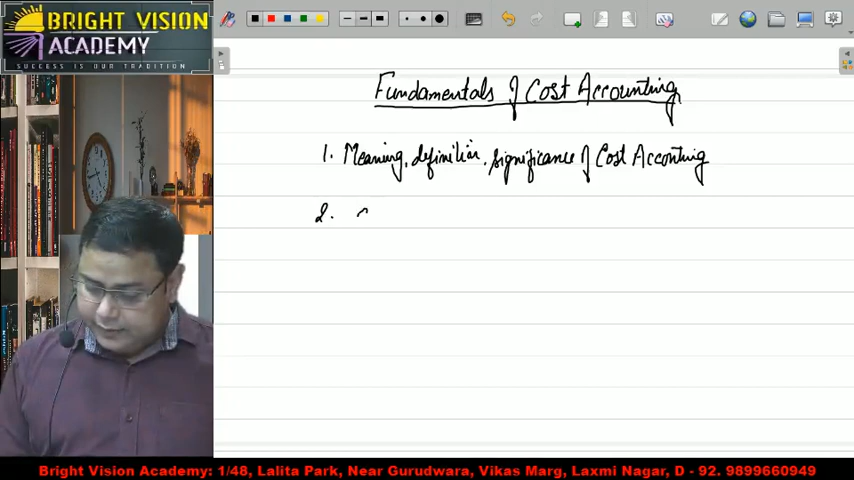 BRIGHT VISION
ACADEMY
SUCCESS IS OUR TRADITION
Fundamentals of Cost Accounting
1. Meaning, definition, significance of Cost Acconting
2.
Bright Vision Academy: 1/48, Lalita Park, Near Gurudwara, Vikas Marg, Laxmi Nagar, D - 92. 9899660949